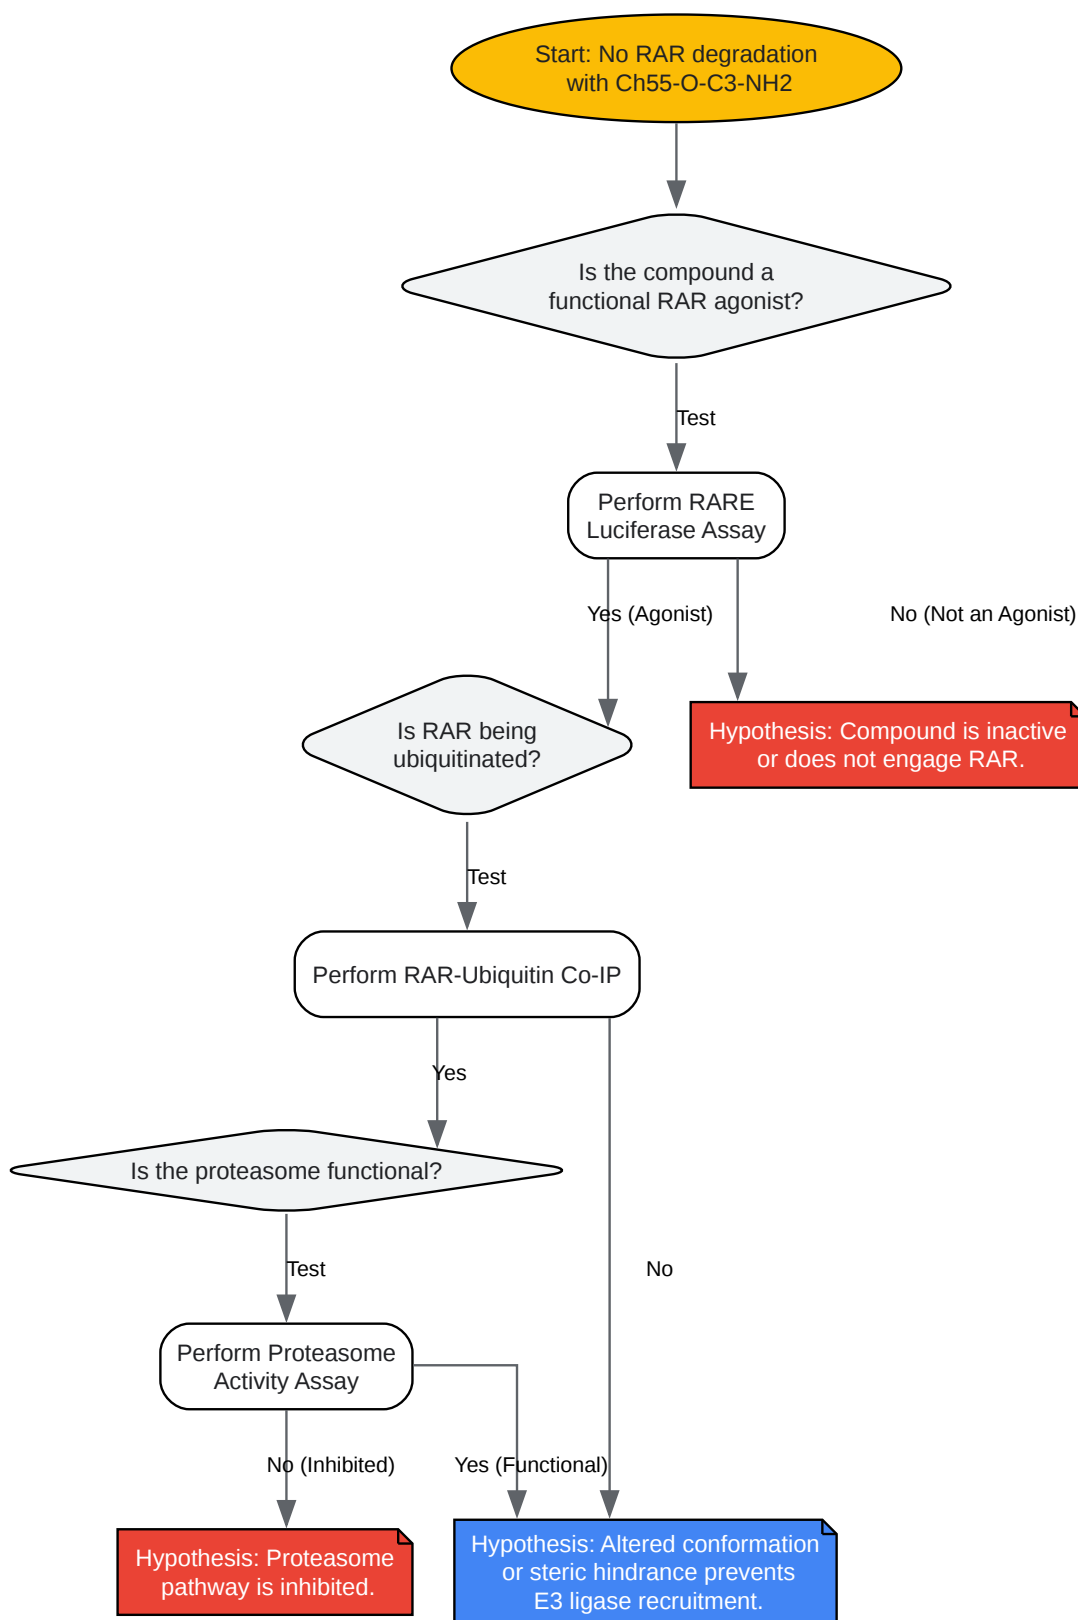 Start: No RAR degradation
with Ch55-O-C3-NH2
Is the compound a
functional RAR agonist?
Test
Perform RARE
Luciferase Assay
Yes (Agonist)
No (Not an Agonist)
Is RAR being
ubiquitinated?
Hypothesis: Compound is inactive
or does not engage RAR.
Test
Perform RAR-Ubiquitin Co-IP
Yes
Is the proteasome functional?
Test
No
Perform Proteasome
Activity Assay
No (Inhibited)
Yes (Functional)
Hypothesis: Proteasome
pathway is inhibited.
Hypothesis: Altered conformation
or steric hindrance prevents
E3 ligase recruitment.